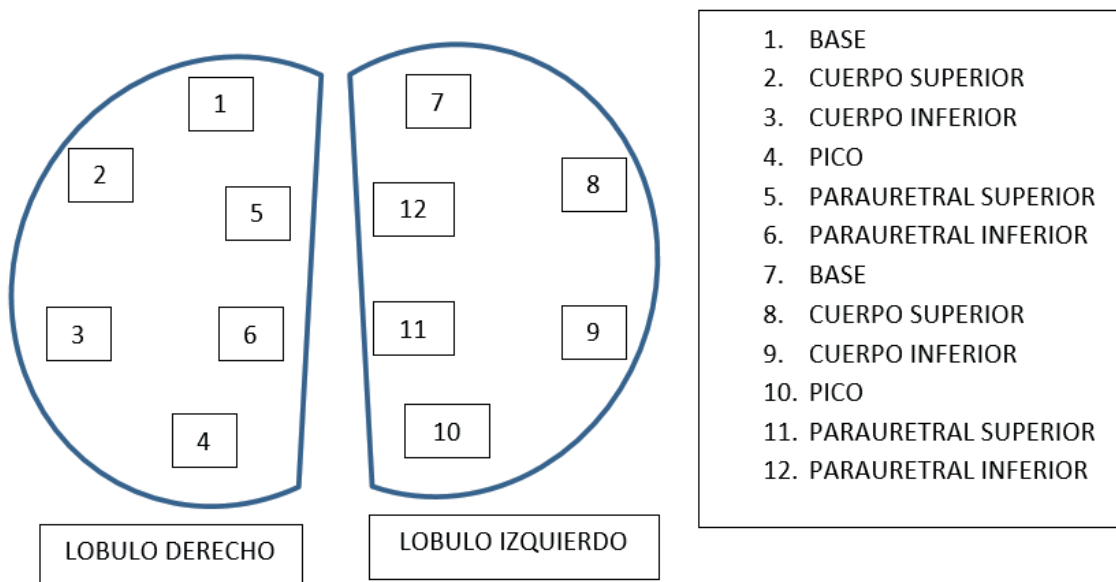 1
2
5
3
6
4
7
8
12
11
9
10
LOBULO DERECHO
LOBULO IZQUIERDO
1. BASE
2. CUERPO SUPERIOR
3. CUERPO INFERIOR
4. PICO
5. PARAURETRAL SUPERIOR
6. PARAURETRAL INFERIOR
7. BASE
8. CUERPO SUPERIOR
9. CUERPO INFERIOR
10. PICO
11. PARAURETRAL SUPERIOR
12. PARAURETRAL INFERIOR